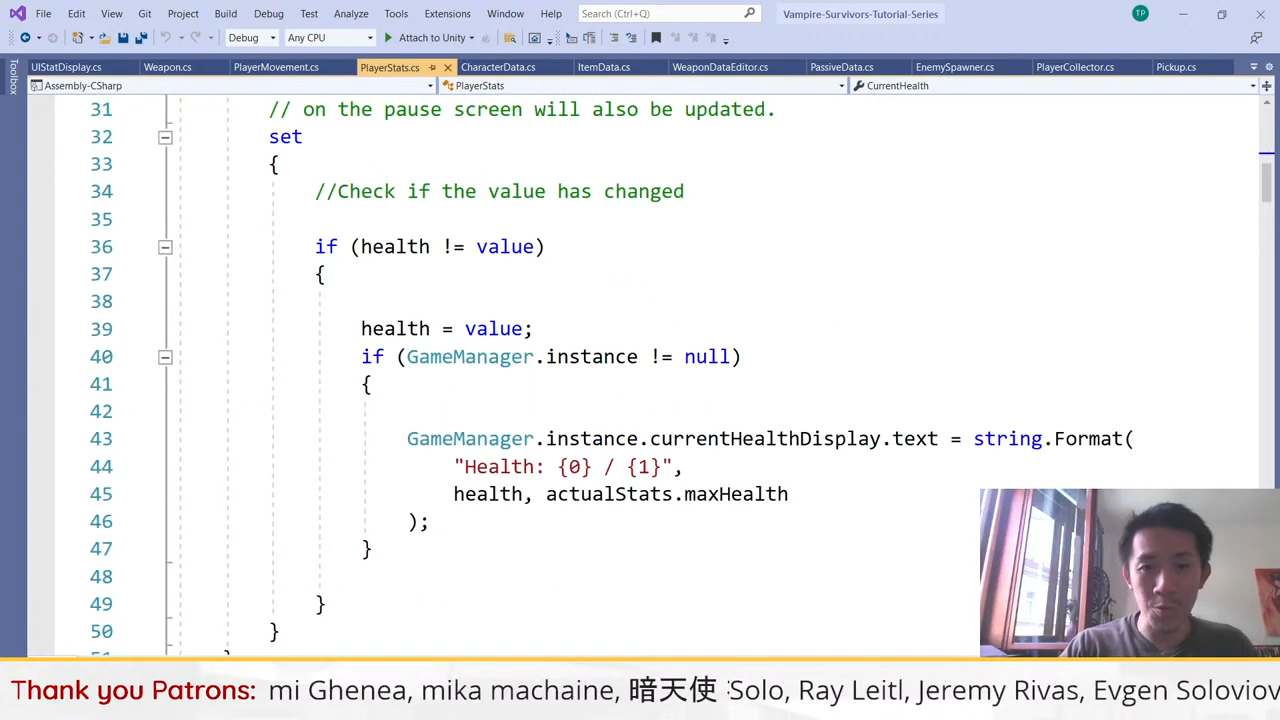 File Edit View Git Project Build Debug Test Analyze Tools Extensions Window Help Search (Ctrl+Q) Vampire-Survivors-Tutorial-Series TP
Debug Any CPU Attach to Unity
UIStatDisplay.cs Weapon.cs PlayerMovement.cs PlayerStats.cs CharacterData.cs ItemData.cs WeaponDataEditor.cs PassiveData.cs EnemySpawner.cs PlayerCollector.cs Pickup.cs
Toolbox
Assembly-CSharp PlayerStats CurrentHealth
31 // on the pause screen will also be updated.
32 set
33 {
34 //Check if the value has changed
35
36 if (health != value)
37 {
38
39 health = value;
40 if (GameManager.instance != null)
41 {
42
43 GameManager.instance.currentHealthDisplay.text = string.Format(
44 "Health: {0} / {1}",
45 health, actualStats.maxHealth
46 );
47 }
48
49 }
50 }
Thank you Patrons: mi Ghenea, mika machaine, 暗天使 Solo, Ray Leitl, Jeremy Rivas, Evgen Soloviov